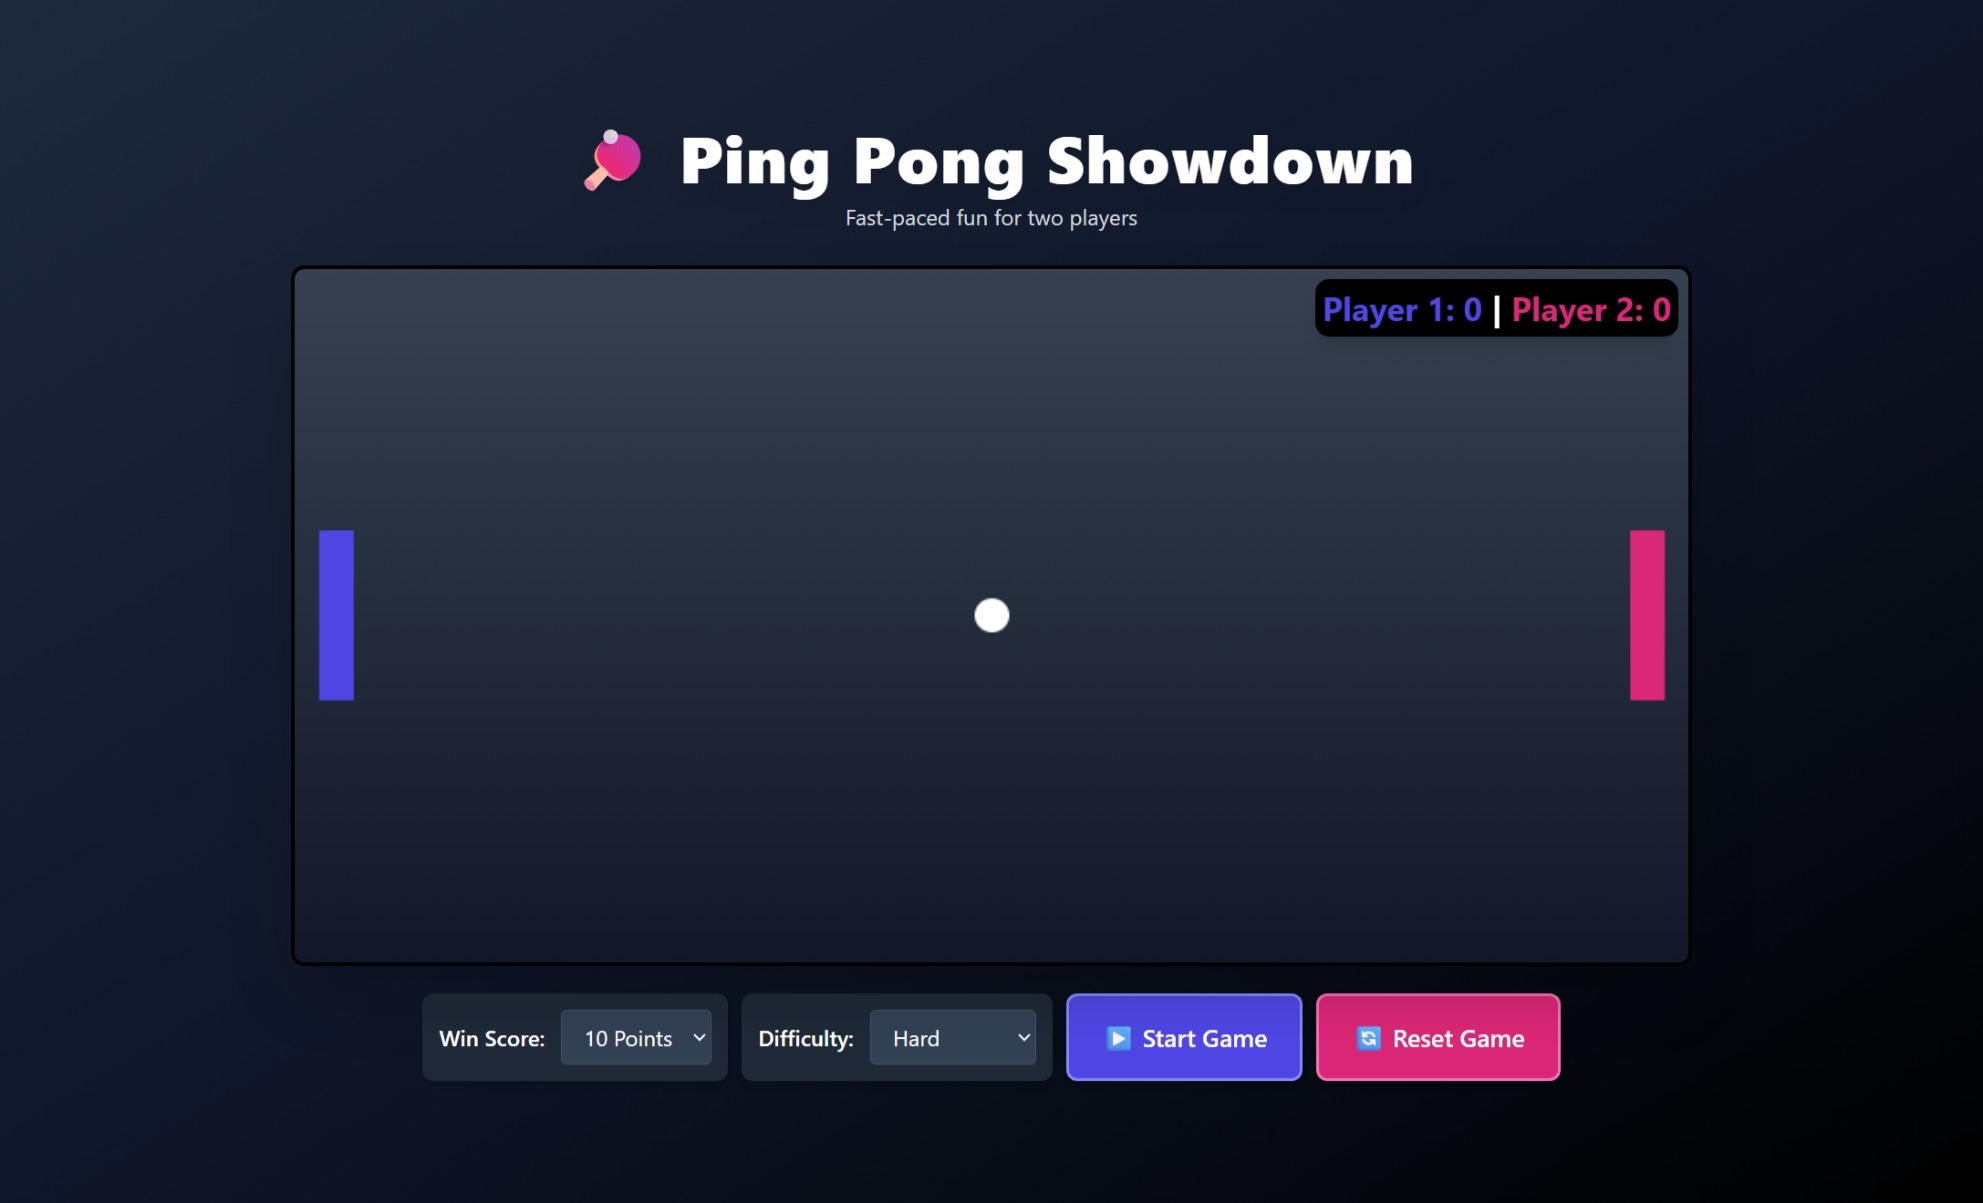 Ping Pong Showdown
Fast-paced fun for two players
Player 1: 0 | Player 2: 0
Win Score: 10 Points Difficulty: Hard Start Game Reset Game